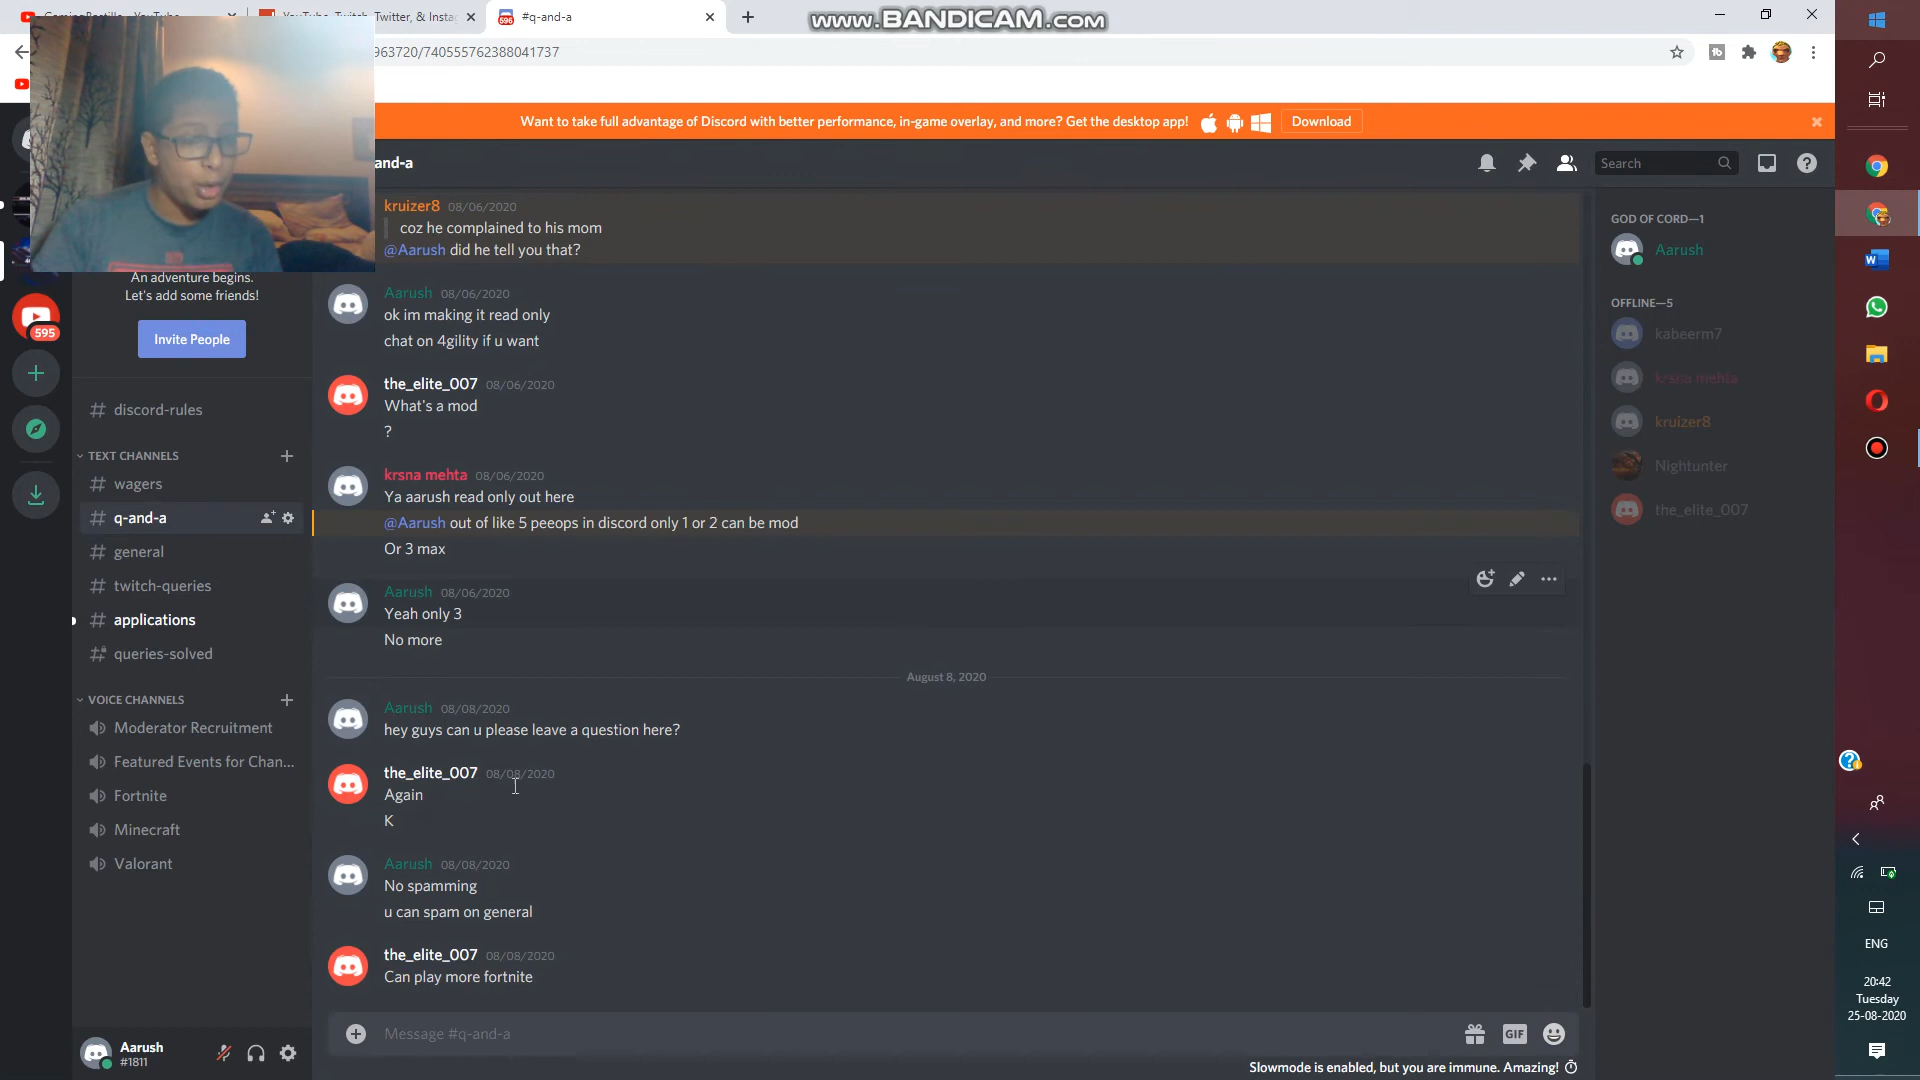 GamingPostille - YouTube
YouTube, Twitch, Twitter, & Insta
#q-and-a
www.BANDICAM.com
963720/740555762388041737
Want to take full advantage of Discord with better performance, in-game overlay, and more? Get the desktop app!
Download
and-a
Search
An adventure begins.
Let's add some friends!
Invite People
595
discord-rules
TEXT CHANNELS
wagers
q-and-a
general
twitch-queries
applications
queries-solved
VOICE CHANNELS
Moderator Recruitment
Featured Events for Chan...
Fortnite
Minecraft
Valorant
Aarush
#1811
kruizer8 08/06/2020
coz he complained to his mom
@Aarush did he tell you that?
Aarush 08/06/2020
ok im making it read only
chat on 4gility if u want
the_elite_007 08/06/2020
What's a mod
?
krsna mehta 08/06/2020
Ya aarush read only out here
@Aarush out of like 5 peeops in discord only 1 or 2 can be mod
Or 3 max
Aarush 08/06/2020
Yeah only 3
No more
August 8, 2020
Aarush 08/08/2020
hey guys can u please leave a question here?
the_elite_007 08/08/2020
Again
K
Aarush 08/08/2020
No spamming
u can spam on general
the_elite_007 08/08/2020
Can play more fortnite
Message #q-and-a
GIF
Slowmode is enabled, but you are immune. Amazing!
GOD OF CORD—1
Aarush
OFFLINE—5
kabeerm7
krsna mehta
kruizer8
Nightunter
the_elite_007
ENG
20:42
Tuesday
25-08-2020